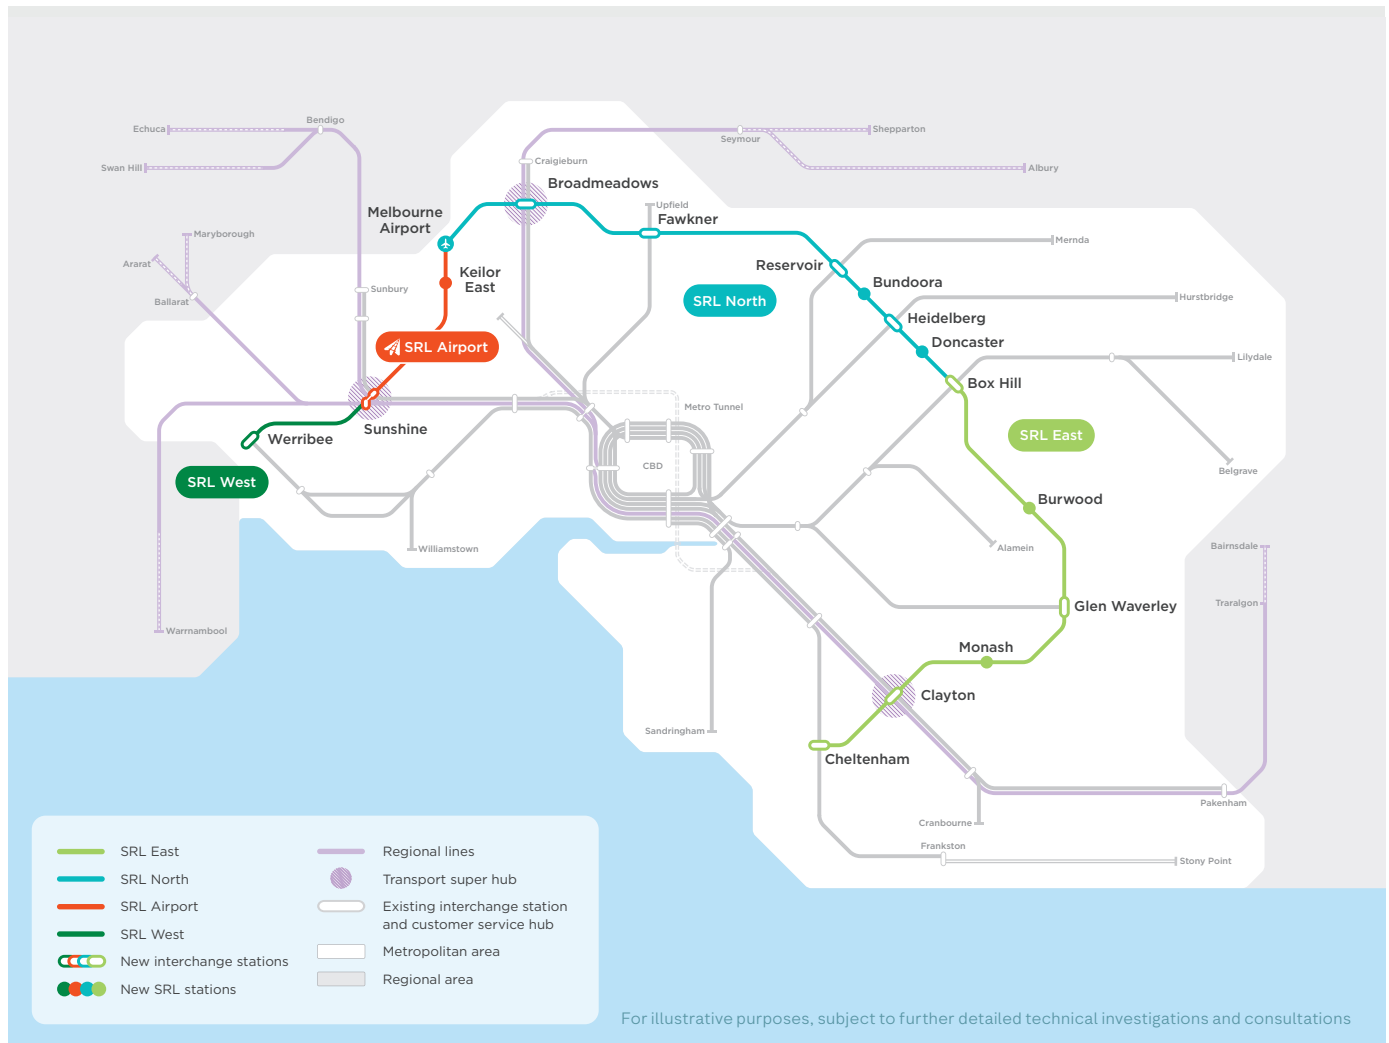 Echuca
Bendigo
Swan Hill
Craigieburn
Seymour
Shepparton
Albury
Broadmeadows
Melbourne
Airport
Upfield
Fawkner
Maryborough
Ararat
Ballarat
Sunbury
Keilor
East
Reservoir
Mernda
Bundoora
SRL North
Hurstbridge
Heidelberg
Doncaster
SRL Airport
Lilydale
Box Hill
Metro Tunnel
Sunshine
Werribee
SRL East
CBD
Belgrave
SRL West
Burwood
Williamstown
Alamein
Bairnsdale
Traralgon
Glen Waverley
Warrnambool
Monash
Clayton
Sandringham
Cheltenham
Pakenham
Cranbourne
Frankston
Stony Point
SRL East
SRL North
SRL Airport
SRL West
New interchange stations
New SRL stations
Regional lines
Transport super hub
Existing interchange station
and customer service hub
Metropolitan area
Regional area
For illustrative purposes, subject to further detailed technical investigations and consultations